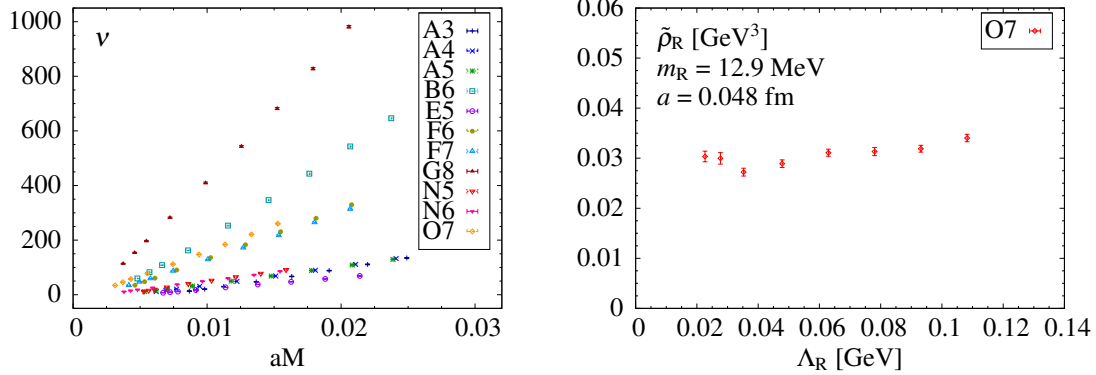 1000
800
600
400
200
0
ν
A3
A4
A5
B6
E5
F6
F7
G8
N5
N6
O7
0 0.01 0.02 0.03
aM
0.06
0.05
0.04
0.03
0.02
0.01
0
ρ̃_R [GeV³]
m_R = 12.9 MeV
a = 0.048 fm
O7
0 0.02 0.04 0.06 0.08 0.1 0.12 0.14
Λ_R [GeV]